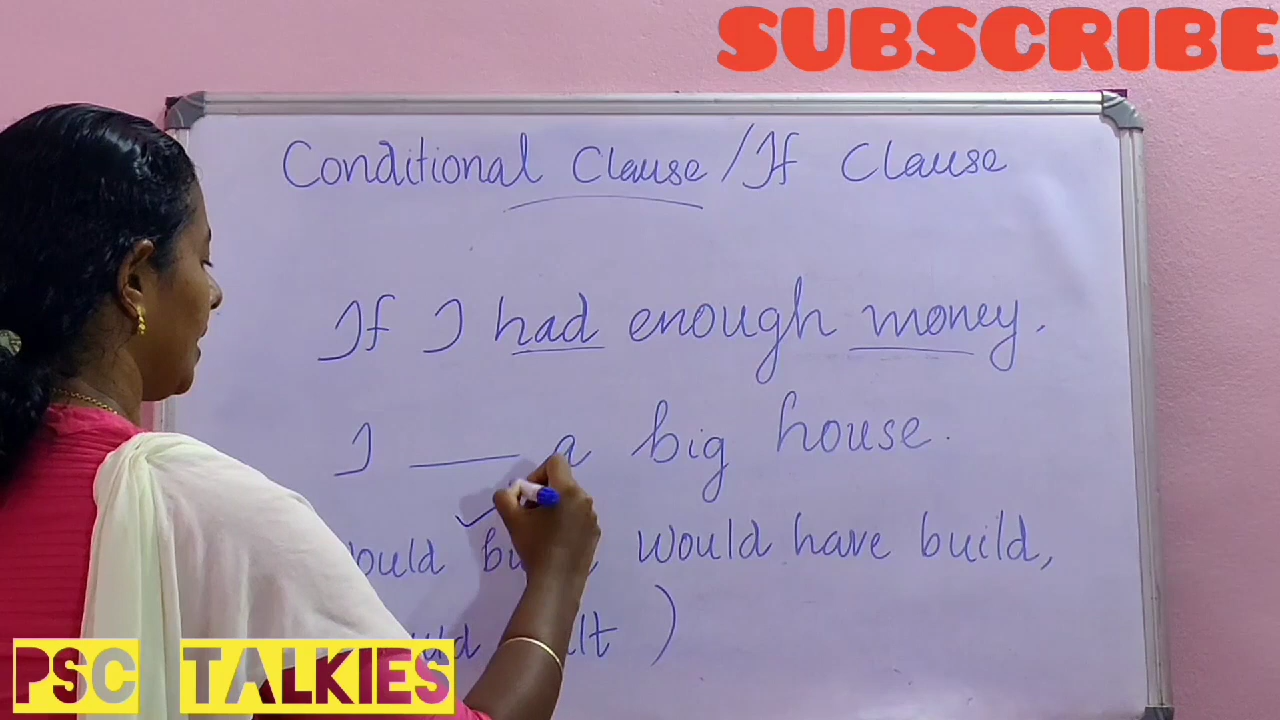 SUBSCRIBE
Conditional Clause / If Clause
If I had enough money.
I ___ a big house.
would have build,
)
PSC TALKIES